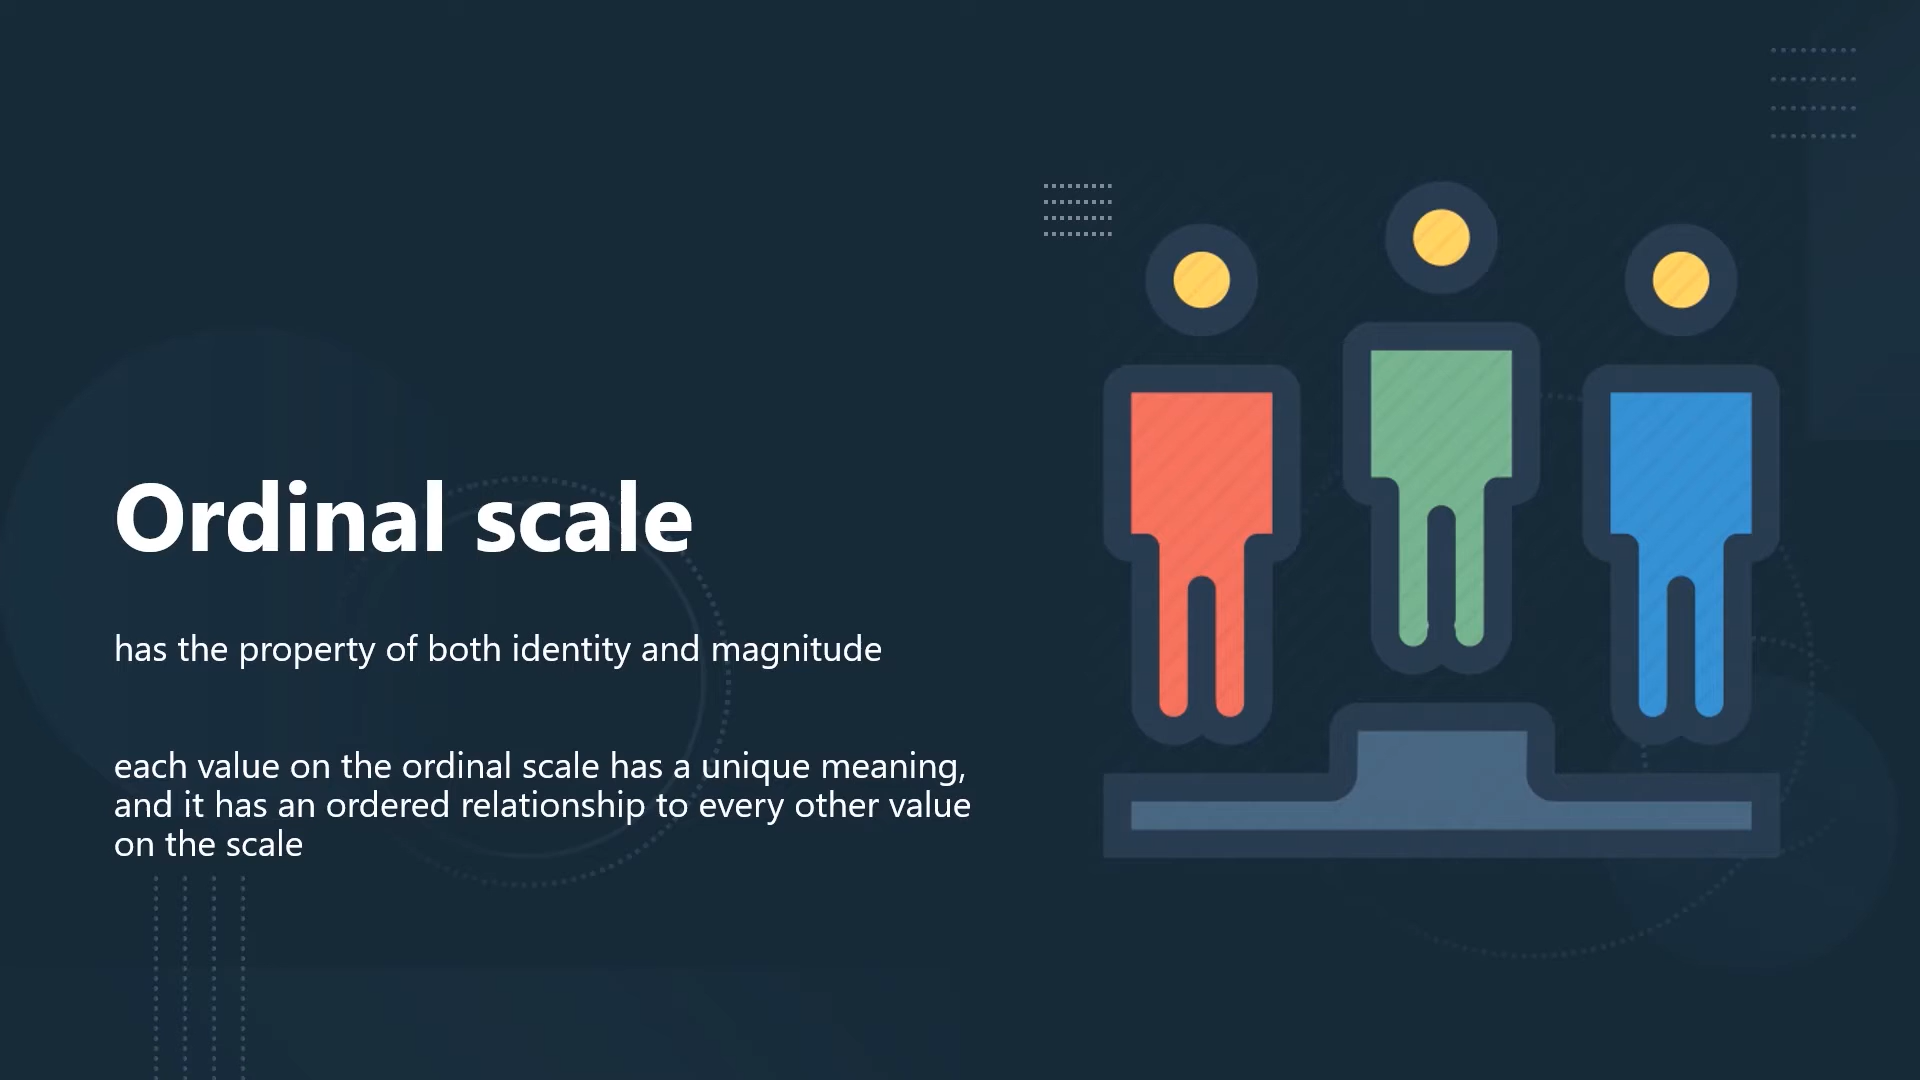 Ordinal scale
has the property of both identity and magnitude
each value on the ordinal scale has a unique meaning,
and it has an ordered relationship to every other value
on the scale